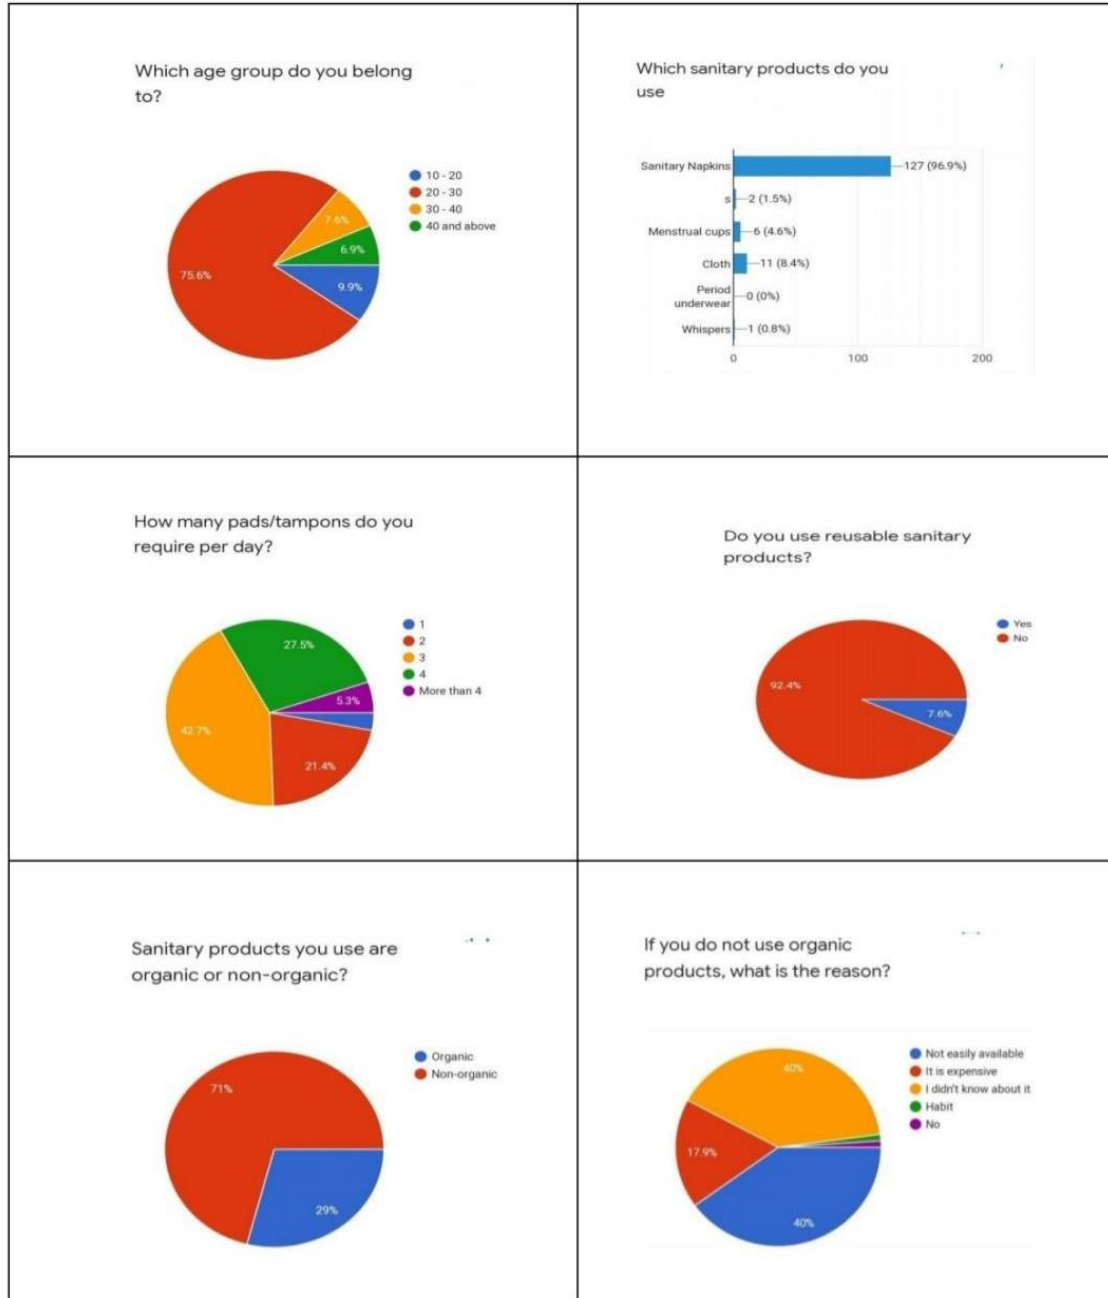 Which age group do you belong
to?
10 - 20
20 - 30
30 - 40
40 and above
7.6%
6.9%
75.6%
9.9%
Which sanitary products do you
use
Sanitary Napkins
127 (96.9%)
s
2 (1.5%)
Menstrual cups
6 (4.6%)
Cloth
11 (8.4%)
Period
underwear
0 (0%)
Whispers
1 (0.8%)
0
100
200
How many pads/tampons do you
require per day?
1
2
3
4
More than 4
27.5%
5.3%
42.7%
21.4%
Do you use reusable sanitary
products?
Yes
No
92.4%
7.6%
Sanitary products you use are
organic or non-organic?
Organic
Non-organic
71%
29%
If you do not use organic
products, what is the reason?
Not easily available
It is expensive
I didn't know about it
Habit
No
40%
17.9%
40%